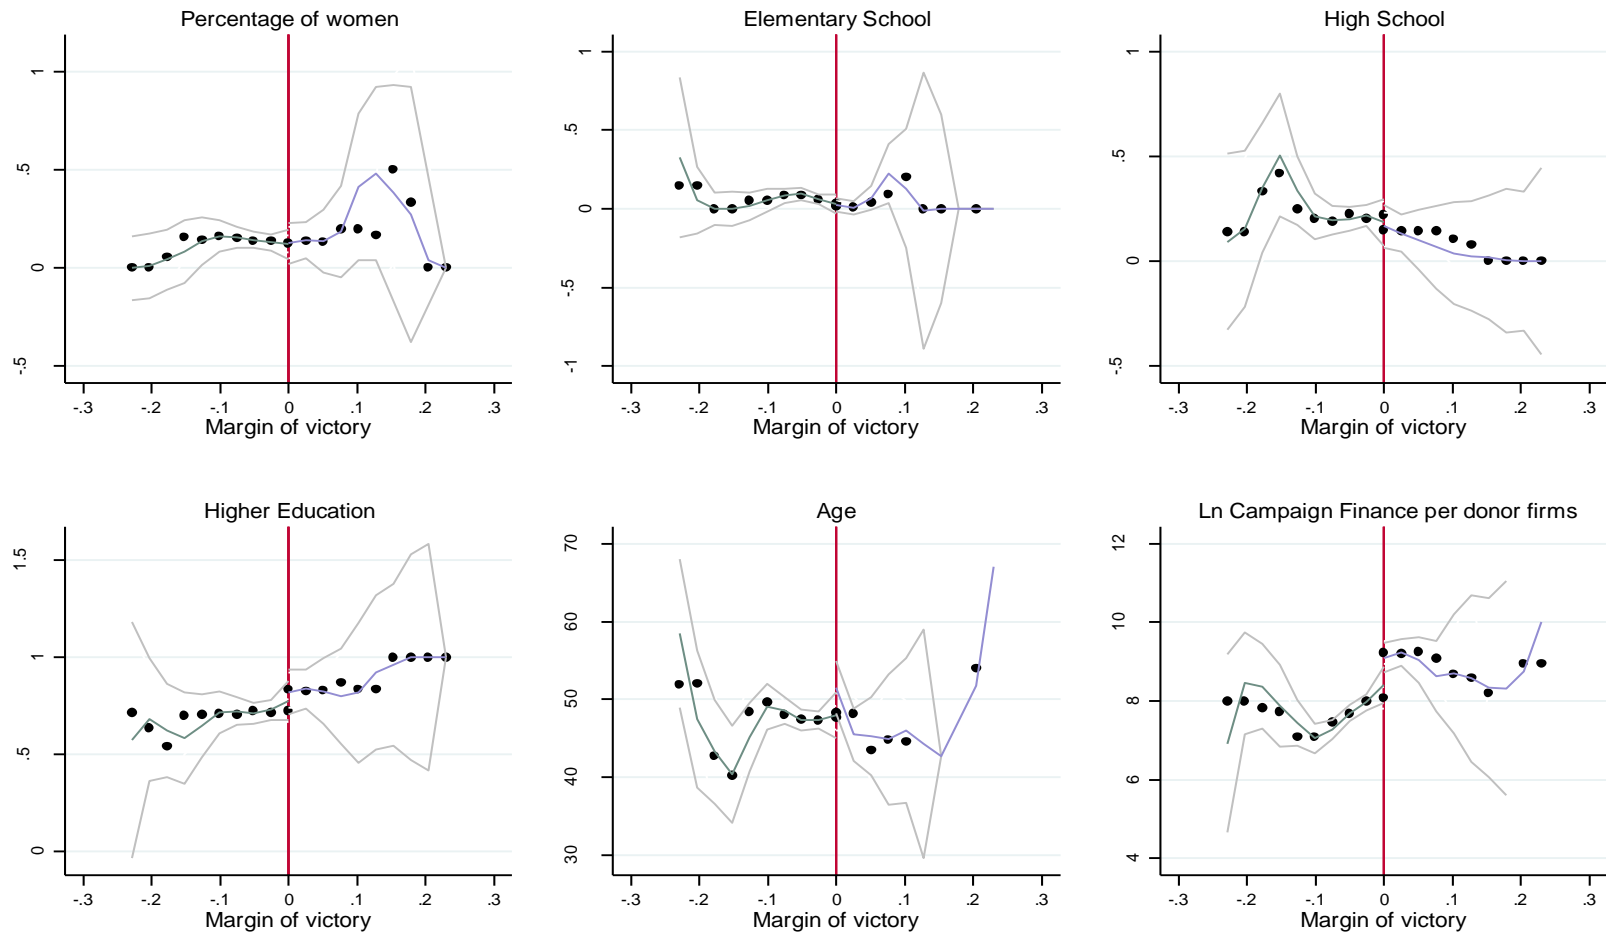 Percentage of women
1
.5
0
-.5
-.3 -.2 -.1 0 .1 .2 .3
Margin of victory
Elementary School
1
.5
0
-.5
-1
-.3 -.2 -.1 0 .1 .2 .3
Margin of victory
High School
1
.5
0
-.5
-.3 -.2 -.1 0 .1 .2 .3
Margin of victory
Higher Education
1.5
1
.5
0
-.3 -.2 -.1 0 .1 .2 .3
Margin of victory
Age
70
60
50
40
30
-.3 -.2 -.1 0 .1 .2 .3
Margin of victory
Ln Campaign Finance per donor firms
12
10
8
6
4
-.3 -.2 -.1 0 .1 .2 .3
Margin of victory